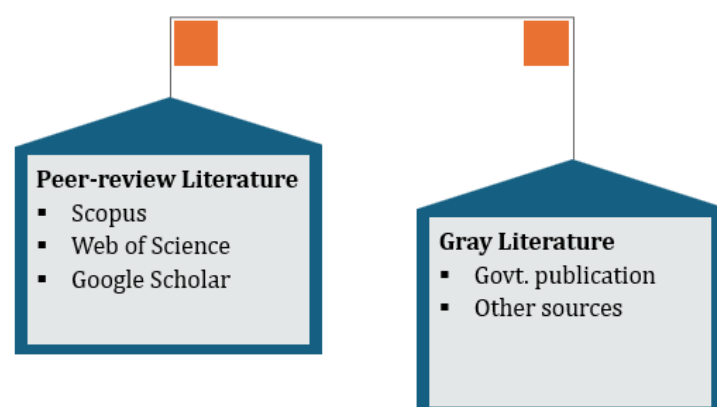 Peer-review Literature
▪ Scopus
▪ Web of Science
▪ Google Scholar
Gray Literature
▪ Govt. publication
▪ Other sources